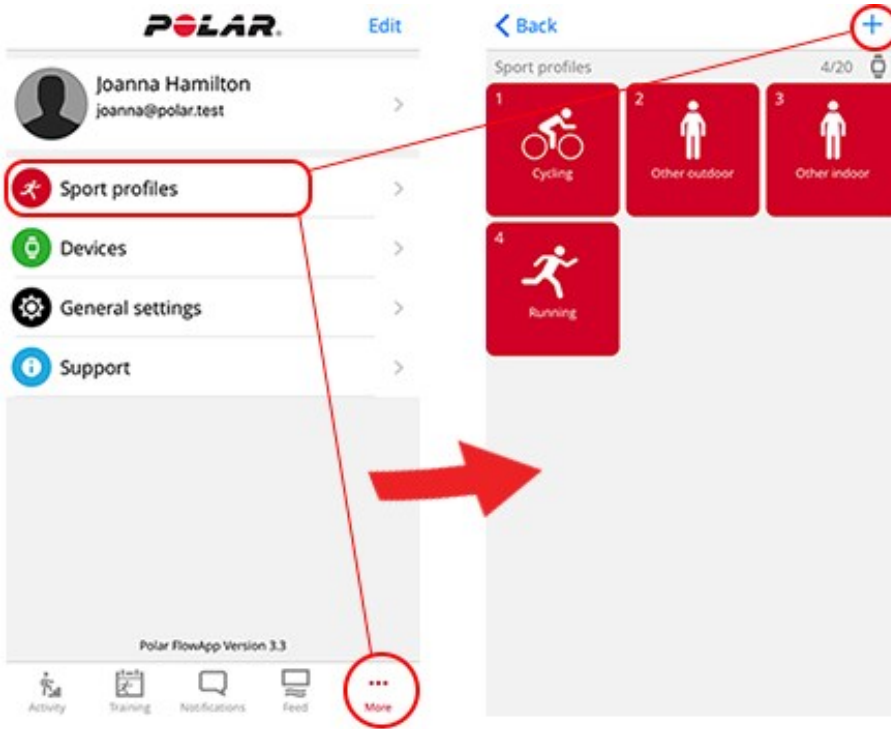 POLAR.
Edit
Joanna Hamilton
joanna@polar.test
Sport profiles
Devices
General settings
Support
Polar FlowApp Version 3.3
Activity
Training
Notifications
Feed
More
Back
+
Sport profiles
4/20
1
Cycling
2
Other outdoor
3
Other indoor
4
Running